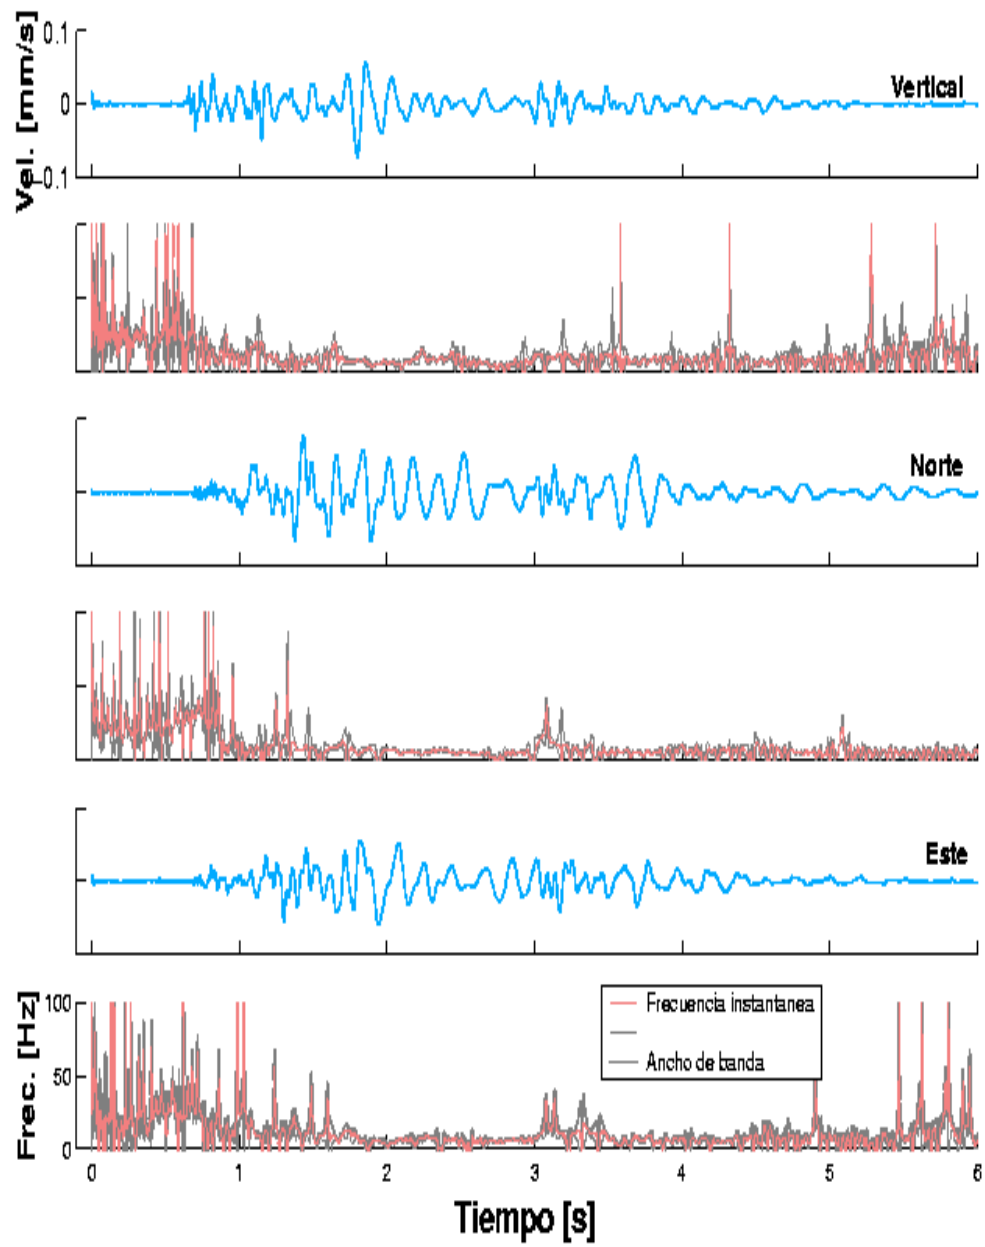 Vel. [mm/s]
0.1
0
-0.1
Vertical
Norte
Este
Frec. [Hz]
100
50
0
Frecuencia instantanea
Ancho de banda
0 1 2 3 4 5 6
Tiempo [s]